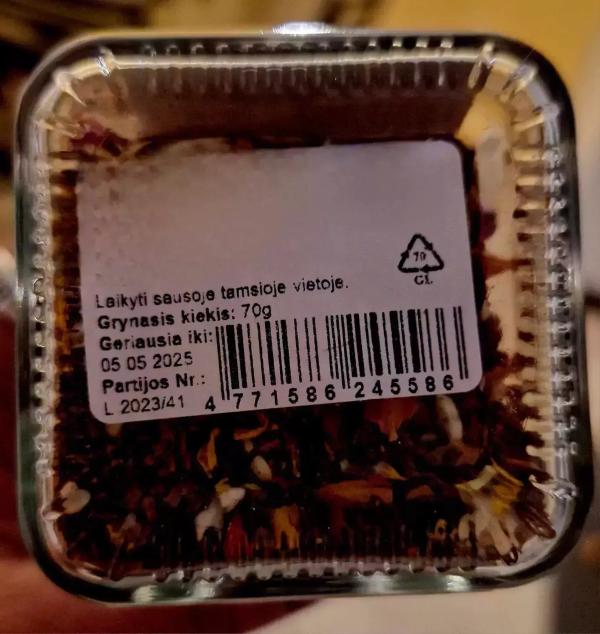 70
GL
Laikyti sausoje tamsioje vietoje.
Grynasis kiekis: 70g
Geriausia iki:
05 05 2025
Partijos Nr.:
L 2023/41
4 771586 245586